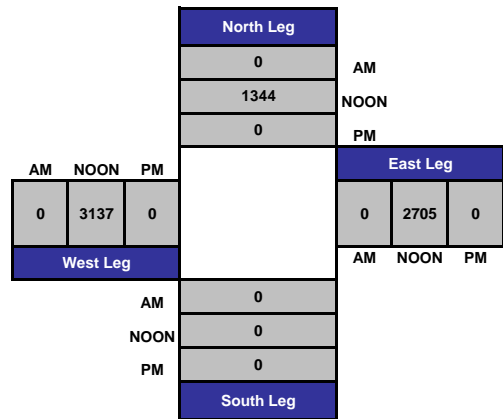 North Leg
0 AM
1344 NOON
0 PM
East Leg
AM NOON PM
0 3137 0
0 2705 0
West Leg
AM NOON PM
AM 0
NOON 0
PM 0
South Leg